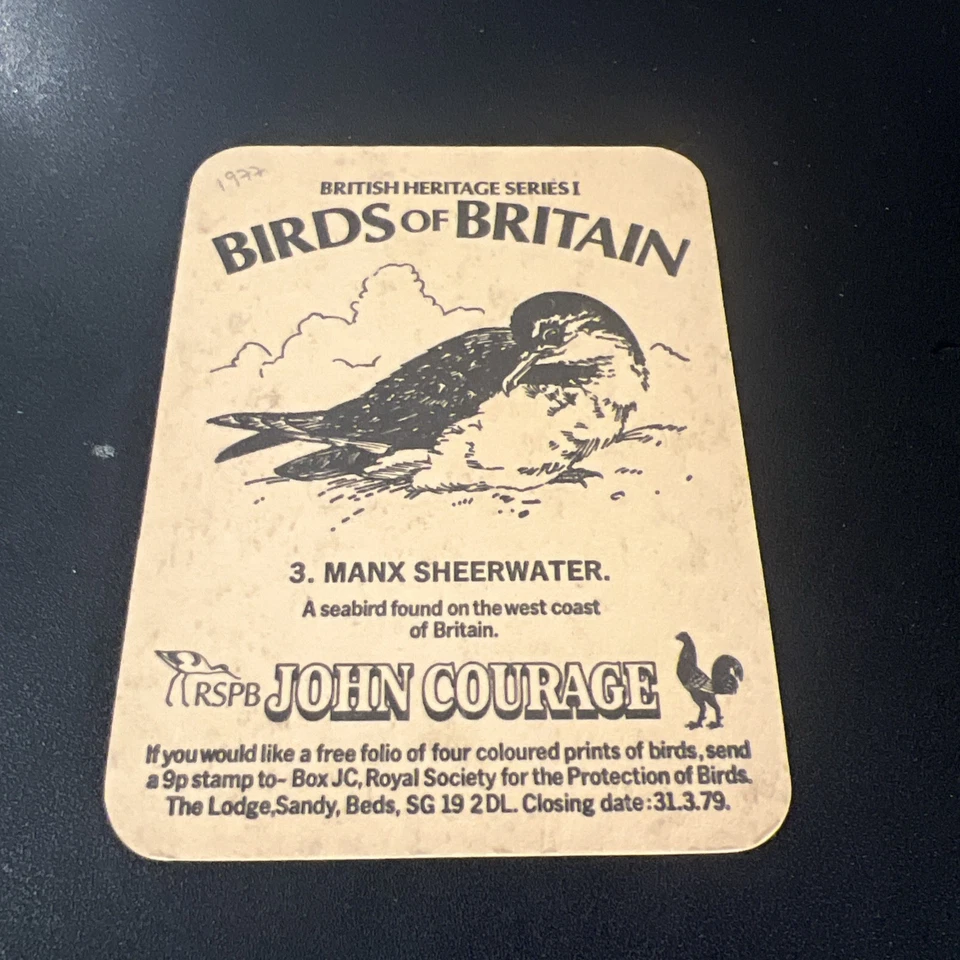 1977
BRITISH HERITAGE SERIES I
BIRDS OF BRITAIN
3. MANX SHEERWATER.
A seabird found on the west coast
of Britain.
RSPB JOHN COURAGE
If you would like a free folio of four coloured prints of birds, send
a 9p stamp to- Box JC, Royal Society for the Protection of Birds.
The Lodge, Sandy, Beds, SG 19 2DL. Closing date: 31.3.79.